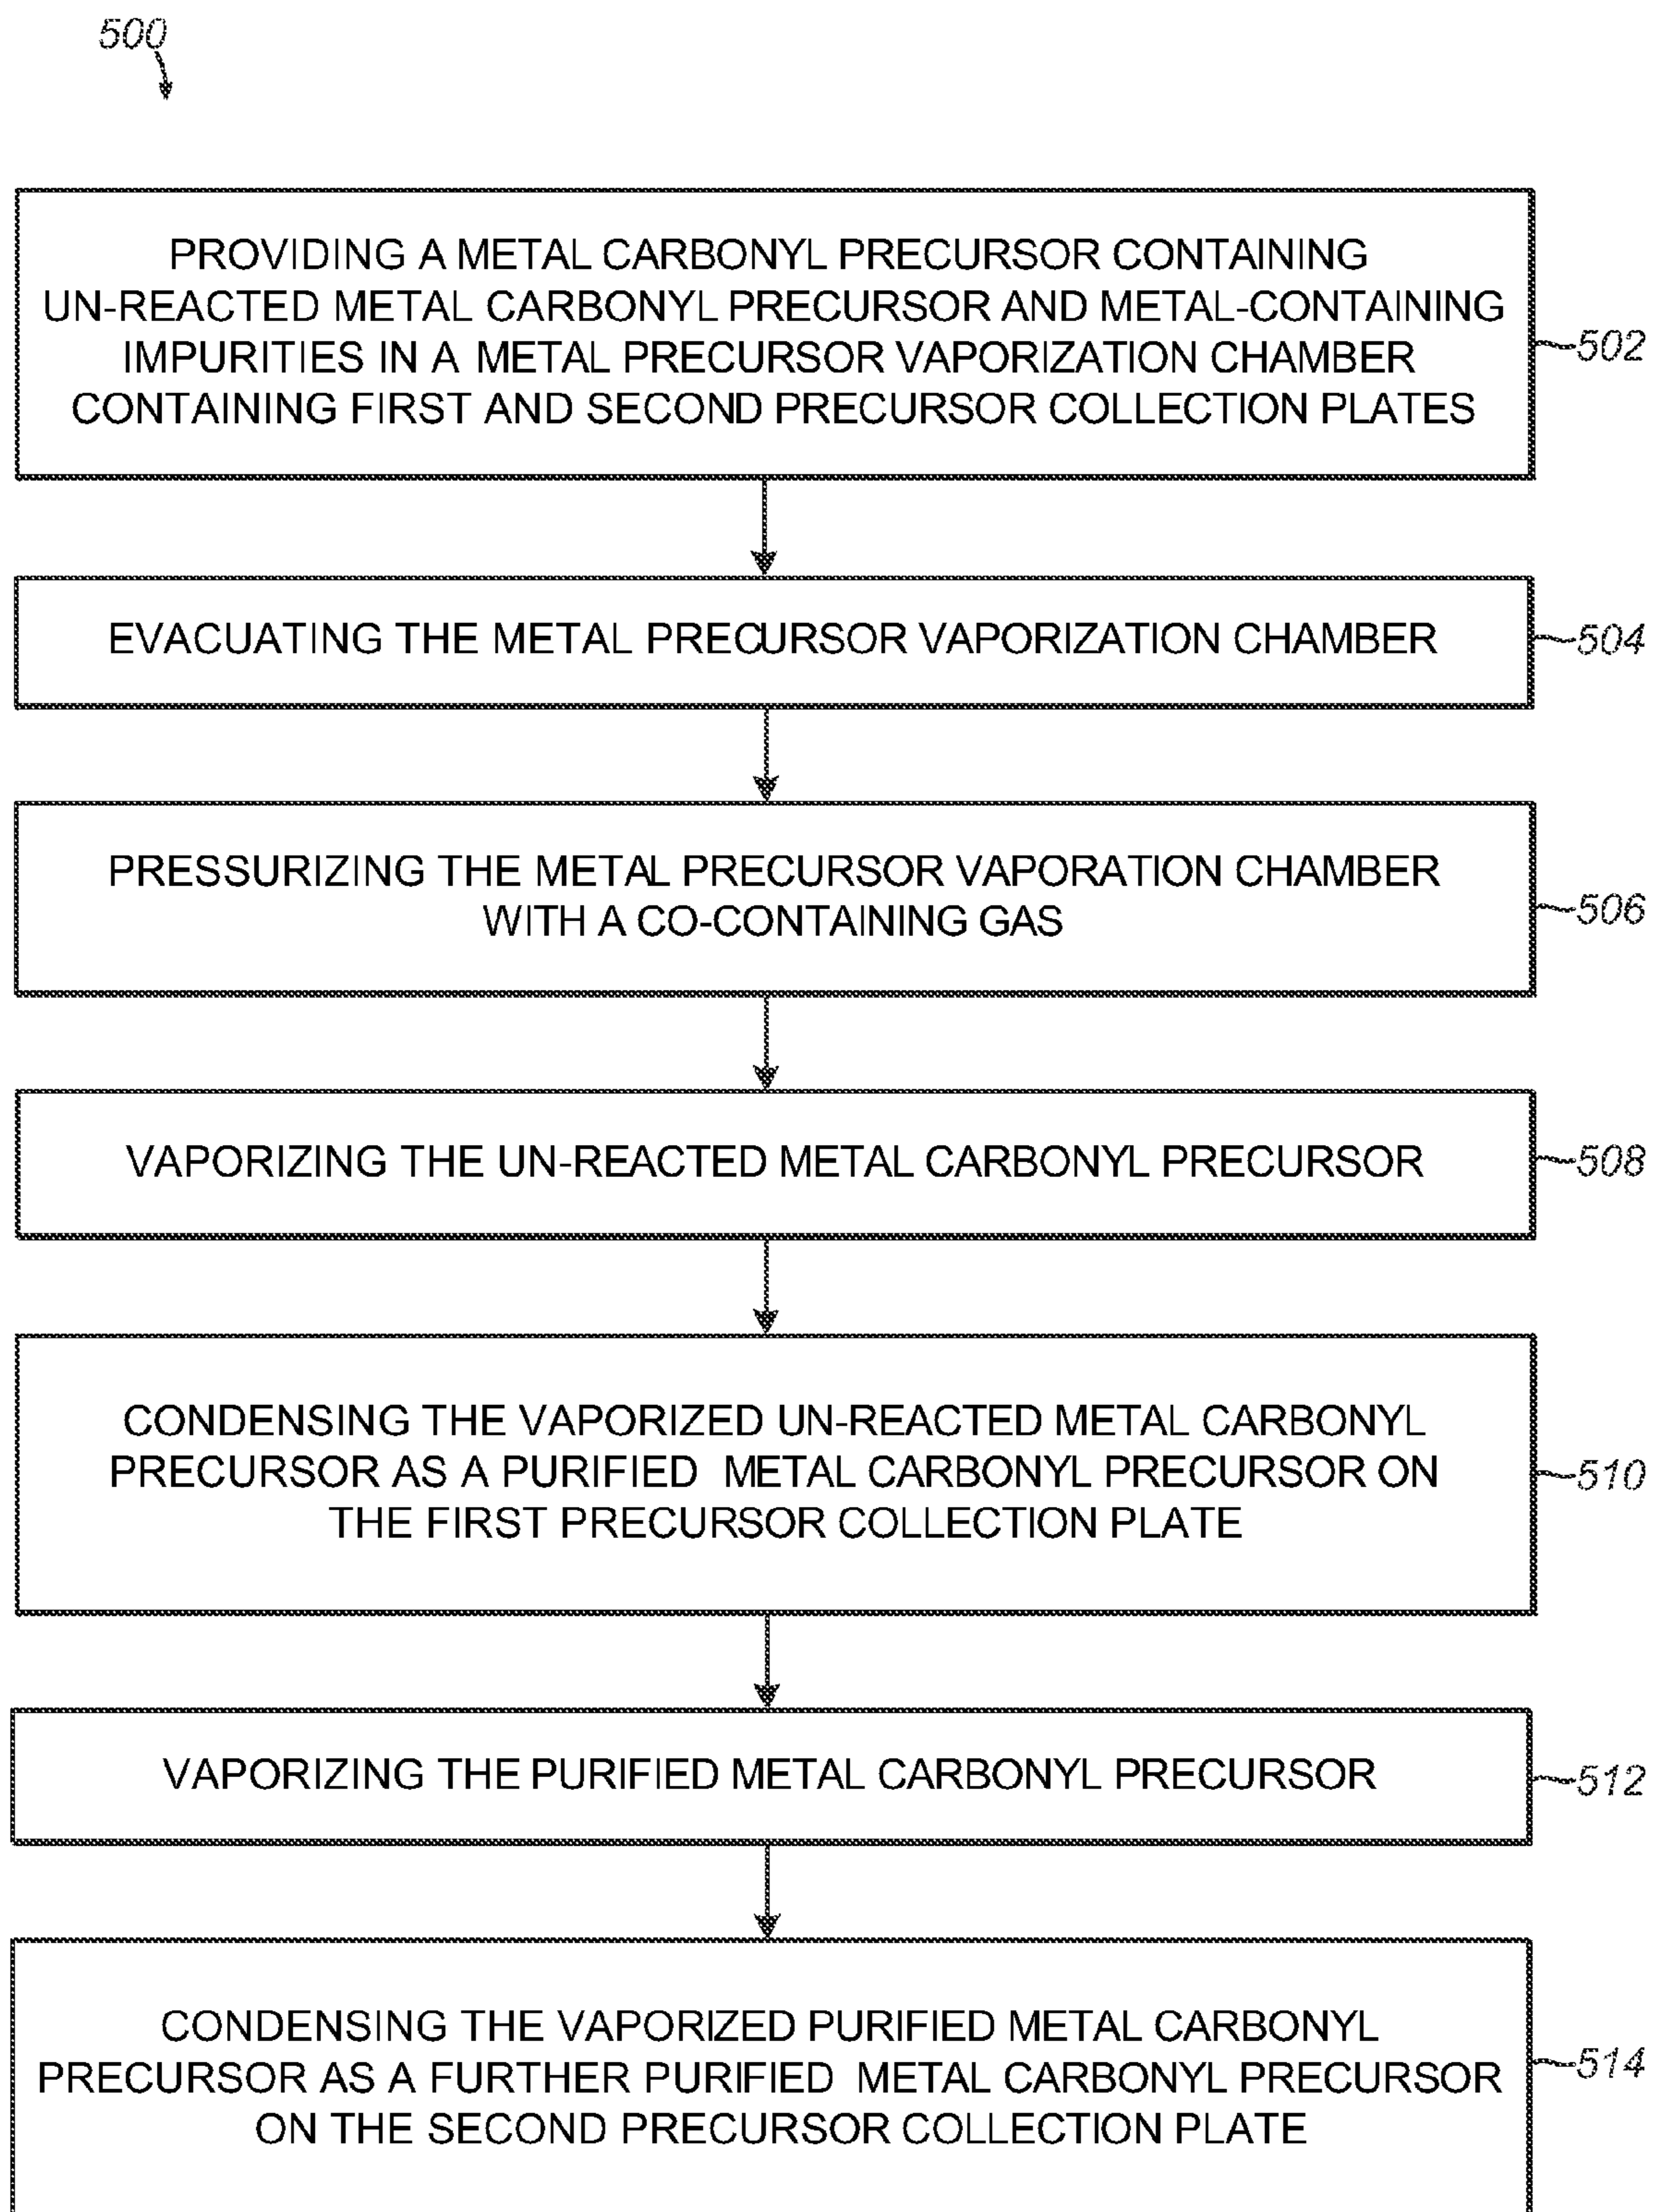 500
PROVIDING A METAL CARBONYL PRECURSOR CONTAINING
UN-REACTED METAL CARBONYL PRECURSOR AND METAL-CONTAINING
IMPURITIES IN A METAL PRECURSOR VAPORIZATION CHAMBER
CONTAINING FIRST AND SECOND PRECURSOR COLLECTION PLATES
502
EVACUATING THE METAL PRECURSOR VAPORIZATION CHAMBER
504
PRESSURIZING THE METAL PRECURSOR VAPORATION CHAMBER
WITH A CO-CONTAINING GAS
506
VAPORIZING THE UN-REACTED METAL CARBONYL PRECURSOR
508
CONDENSING THE VAPORIZED UN-REACTED METAL CARBONYL
PRECURSOR AS A PURIFIED METAL CARBONYL PRECURSOR ON
THE FIRST PRECURSOR COLLECTION PLATE
510
VAPORIZING THE PURIFIED METAL CARBONYL PRECURSOR
512
CONDENSING THE VAPORIZED PURIFIED METAL CARBONYL
PRECURSOR AS A FURTHER PURIFIED METAL CARBONYL PRECURSOR
ON THE SECOND PRECURSOR COLLECTION PLATE
514